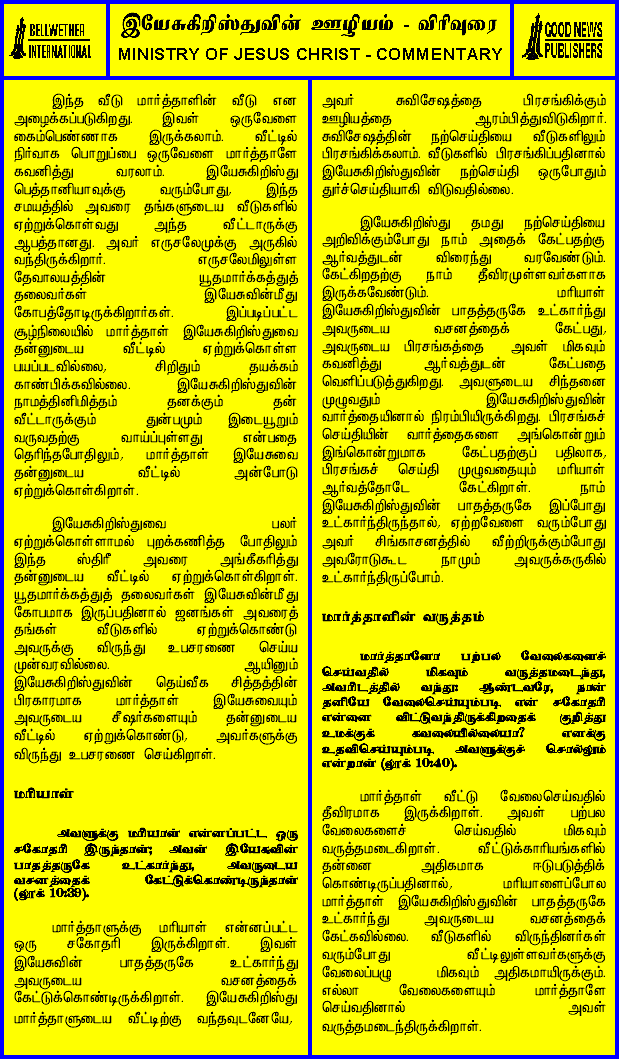 BELLWETHER
INTERNATIONAL
இயேசுகிறிஸ்துவின் ஊழியம் - விரிவுரை
MINISTRY OF JESUS CHRIST - COMMENTARY
GOOD NEWS
PUBLISHERS
இந்த வீடு மார்த்தாளின் வீடு என
அழைக்கப்படுகிறது. இவள் ஒருவேளை
கைம்பெண்ணாக இருக்கலாம். வீட்டில்
நிர்வாக பொறுப்பை ஒருவேளை மார்த்தாளே
கவனித்து வரலாம். இயேசுகிறிஸ்து
பெத்தானியாவுக்கு வரும்போது, இந்த
சமயத்தில் அவரை தங்களுடைய வீடுகளில்
ஏற்றுக்கொள்வது அந்த வீட்டாருக்கு
ஆபத்தானது. அவர் எருசலேமுக்கு அருகில்
வந்திருக்கிறார். எருசலேமிலுள்ள
தேவாலயத்தின் யூதமார்க்கத்துத்
தலைவர்கள் இயேசுவின்மீது
கோபத்தோடிருக்கிறார்கள். இப்படிப்பட்ட
சூழ்நிலையில் மார்த்தாள் இயேசுகிறிஸ்துவை
தன்னுடைய வீட்டில் ஏற்றுக்கொள்ள
பயப்படவில்லை, சிறிதும் தயக்கம்
காண்பிக்கவில்லை. இயேசுகிறிஸ்துவின்
நாமத்தினிமித்தம் தனக்கும் தன்
வீட்டாருக்கும் துன்பமும் இடையூறும்
வருவதற்கு வாய்ப்புள்ளது என்பதை
தெரிந்தபோதிலும், மார்த்தாள் இயேசுவை
தன்னுடைய வீட்டில் அன்போடு
ஏற்றுக்கொள்கிறாள்.
இயேசுகிறிஸ்துவை பலர்
ஏற்றுக்கொள்ளாமல் புறக்கணித்த போதிலும்
இந்த ஸ்திரீ அவரை அங்கீகரித்து
தன்னுடைய வீட்டில் ஏற்றுக்கொள்கிறாள்.
யூதமார்க்கத்துத் தலைவர்கள் இயேசுவின்மீது
கோபமாக இருப்பதினால் ஜனங்கள் அவரைத்
தங்கள் வீடுகளில் ஏற்றுக்கொண்டு
அவருக்கு விருந்து உபசரணை செய்ய
முன்வரவில்லை. ஆயினும்
இயேசுகிறிஸ்துவின் தெய்வீக சித்தத்தின்
பிரகாரமாக மார்த்தாள் இயேசுவையும்
அவருடைய சீஷர்களையும் தன்னுடைய
வீட்டில் ஏற்றுக்கொண்டு, அவர்களுக்கு
விருந்து உபசரணை செய்கிறாள்.
மரியாள்
அவளுக்கு மரியாள் என்னப்பட்ட ஒரு
சகோதரி இருந்தாள்; அவள் இயேசுவின்
பாதத்தருகே உட்கார்ந்து, அவருடைய
வசனத்தைக் கேட்டுக்கொண்டிருந்தாள்
(லூக் 10:39).
மார்த்தாளுக்கு மரியாள் என்னப்பட்ட
ஒரு சகோதரி இருக்கிறாள். இவள்
இயேசுவின் பாதத்தருகே உட்கார்ந்து
அவருடைய வசனத்தைக்
கேட்டுக்கொண்டிருக்கிறாள். இயேசுகிறிஸ்து
மார்த்தாளுடைய வீட்டிற்கு வந்தவுடனேயே,
அவர் சுவிசேஷத்தை பிரசங்கிக்கும்
ஊழியத்தை ஆரம்பித்துவிடுகிறார்.
சுவிசேஷத்தின் நற்செய்தியை வீடுகளிலும்
பிரசங்கிக்கலாம். வீடுகளில் பிரசங்கிப்பதினால்
இயேசுகிறிஸ்துவின் நற்செய்தி ஒருபோதும்
துர்ச்செய்தியாகி விடுவதில்லை.
இயேசுகிறிஸ்து தமது நற்செய்தியை
அறிவிக்கும்போது நாம் அதைக் கேட்பதற்கு
ஆர்வத்துடன் விரைந்து வரவேண்டும்.
கேட்கிறதற்கு நாம் தீவிரமுள்ளவர்களாக
இருக்கவேண்டும். மரியாள்
இயேசுகிறிஸ்துவின் பாதத்தருகே உட்கார்ந்து
அவருடைய வசனத்தைக் கேட்பது,
அவருடைய பிரசங்கத்தை அவள் மிகவும்
கவனித்து ஆர்வத்துடன் கேட்பதை
வெளிப்படுத்துகிறது. அவளுடைய சிந்தனை
முழுவதும் இயேசுகிறிஸ்துவின்
வார்த்தையினால் நிரம்பியிருக்கிறது. பிரசங்கச்
செய்தியின் வார்த்தைகளை அங்கொன்றும்
இங்கொன்றுமாக கேட்பதற்குப் பதிலாக,
பிரசங்கச் செய்தி முழுவதையும் மரியாள்
ஆர்வத்தோடே கேட்கிறாள். நாம்
இயேசுகிறிஸ்துவின் பாதத்தருகே இப்போது
உட்கார்ந்திருந்தால், ஏற்றவேளை வரும்போது
அவர் சிங்காசனத்தில் வீற்றிருக்கும்போது
அவரோடுகூட நாமும் அவருக்கருகில்
உட்கார்ந்திருப்போம்.
மார்த்தாளின் வருத்தம்
மார்த்தாளோ பற்பல வேலைகளைச்
செய்வதில் மிகவும் வருத்தமடைந்து,
அவரிடத்தில் வந்து: ஆண்டவரே, நான்
தனியே வேலைசெய்யும்படி என் சகோதரி
என்னை விட்டுவந்திருக்கிறதைக் குறித்து
உமக்குக் கவலையில்லையா? எனக்கு
உதவிசெய்யும்படி அவளுக்குச் சொல்லும்
என்றாள் (லூக் 10:40).
மார்த்தாள் வீட்டு வேலைசெய்வதில்
தீவிரமாக இருக்கிறாள். அவள் பற்பல
வேலைகளைச் செய்வதில் மிகவும்
வருத்தமடைகிறாள். வீட்டுக்காரியங்களில்
தன்னை அதிகமாக ஈடுபடுத்திக்
கொண்டிருப்பதினால், மரியாளைப்போல
மார்த்தாள் இயேசுகிறிஸ்துவின் பாதத்தருகே
உட்கார்ந்து அவருடைய வசனத்தைக்
கேட்கவில்லை. வீடுகளில் விருந்தினர்கள்
வரும்போது வீட்டிலுள்ளவர்களுக்கு
வேலைப்பழு மிகவும் அதிகமாயிருக்கும்.
எல்லா வேலைகளையும் மார்த்தாளே
செய்வதினால் அவள்
வருத்தமடைந்திருக்கிறாள்.